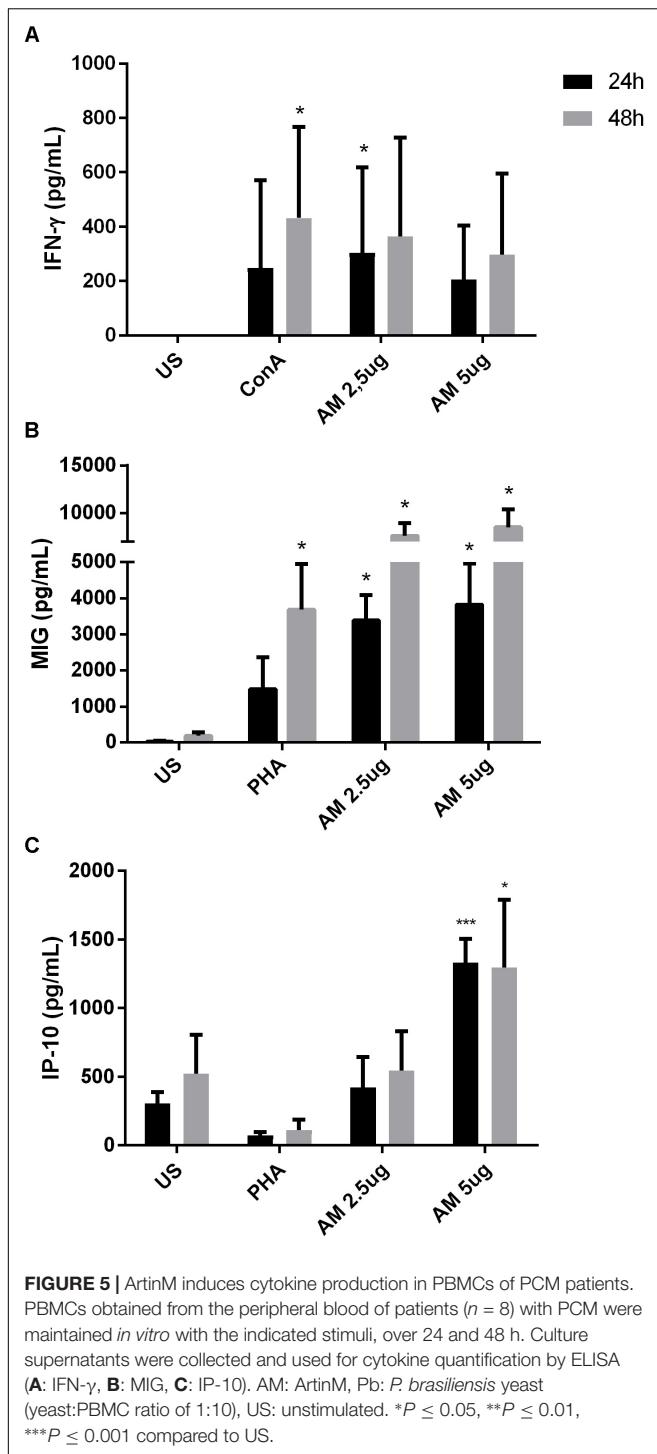 A
1000
800
600
400
200
0
IFN-γ (pg/mL)
*
*
24h
48h
US
ConA
AM 2,5ug
AM 5ug
B
15000
10000
5000
4000
3000
2000
1000
0
MIG (pg/mL)
*
*
*
*
*
US
PHA
AM 2.5ug
AM 5ug
C
2000
1500
1000
500
0
IP-10 (pg/mL)
***
*
US
PHA
AM 2.5ug
AM 5ug
FIGURE 5 | ArtinM induces cytokine production in PBMCs of PCM patients.
PBMCs obtained from the peripheral blood of patients (n = 8) with PCM were
maintained in vitro with the indicated stimuli, over 24 and 48 h. Culture
supernatants were collected and used for cytokine quantification by ELISA
(A: IFN-γ, B: MIG, C: IP-10). AM: ArtinM, Pb: P. brasiliensis yeast
(yeast:PBMC ratio of 1:10), US: unstimulated. *P ≤ 0.05, **P ≤ 0.01,
***P ≤ 0.001 compared to US.